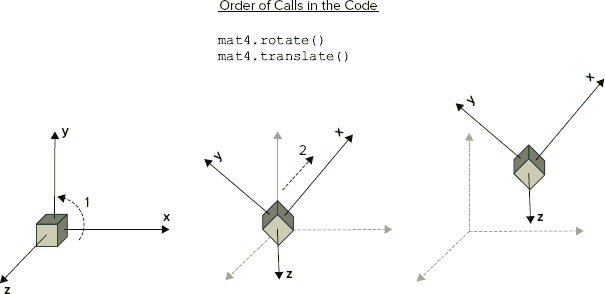 Order of Calls in the Code
mat4.rotate()
mat4.translate()
y
1
x
z
y
2
x
z
y
x
z